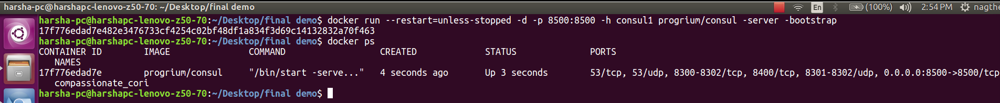 harsha-pc@harshapc-lenovo-z50-70: ~/Desktop/final demo En (100%) 2:54 PM nagthe
harsha-pc@harshapc-lenovo-z50-70:~/Desktop/final demo$ docker run --restart=unless-stopped -d -p 8500:8500 -h consul1 progrium/consul -server -bootstrap
17f776edad7e482e3476733cf4254c02bf48df1a834f3d69c14132832a70f463
harsha-pc@harshapc-lenovo-z50-70:~/Desktop/final demo$ docker ps
CONTAINER ID        IMAGE               COMMAND                  CREATED             STATUS              PORTS
   NAMES
17f776edad7e        progrium/consul     "/bin/start -serve..."   4 seconds ago       Up 3 seconds        53/tcp, 53/udp, 8300-8302/tcp, 8400/tcp, 8301-8302/udp, 0.0.0.0:8500->8500/tcp
   compassionate_cori
harsha-pc@harshapc-lenovo-z50-70:~/Desktop/final demo$